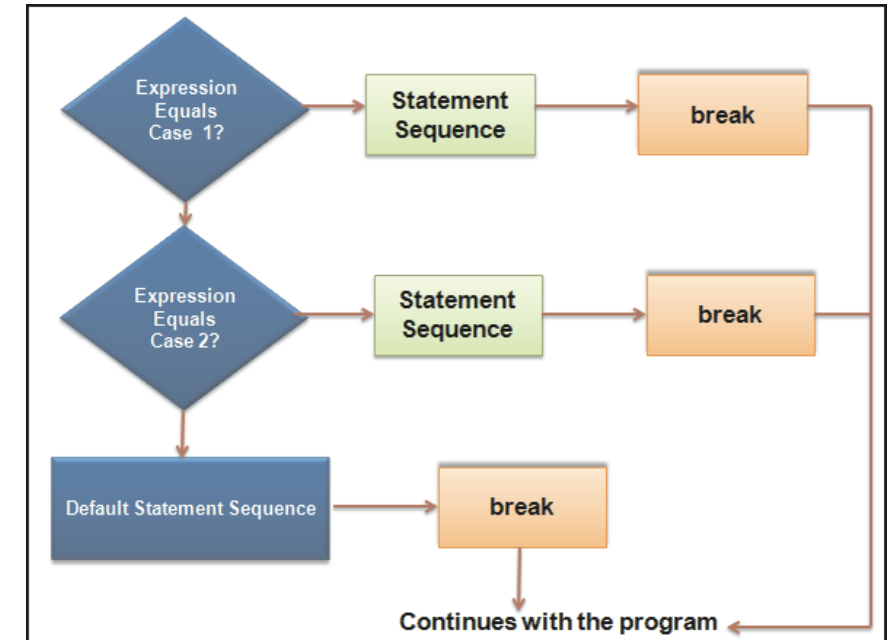 Expression
Equals
Case 1?
Statement
Sequence
break
Expression
Equals
Case 2?
Statement
Sequence
break
Default Statement Sequence
break
Continues with the program